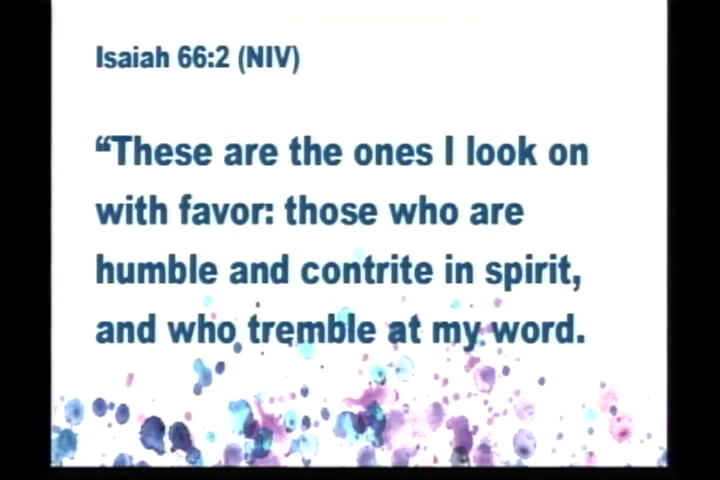 Isaiah 66:2 (NIV)
“These are the ones I look on
with favor: those who are
humble and contrite in spirit,
and who tremble at my word.